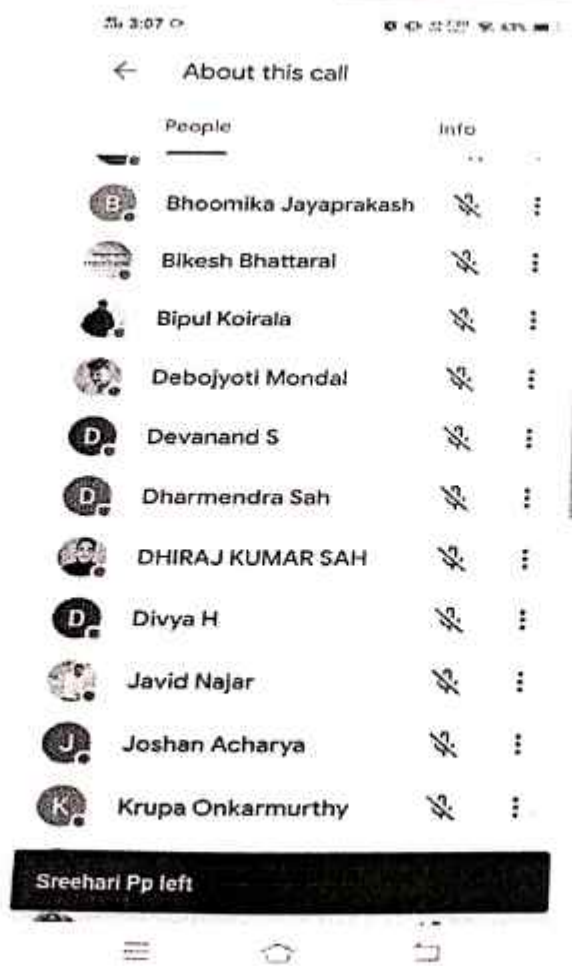 3:07
About this call
People Info
B Bhoomika Jayaprakash
Bikesh Bhattaral
Bipul Koirala
Debojyoti Mondal
D Devanand S
D Dharmendra Sah
DHIRAJ KUMAR SAH
D Divya H
Javid Najar
J Joshan Acharya
K Krupa Onkarmurthy
Sreehari Pp left